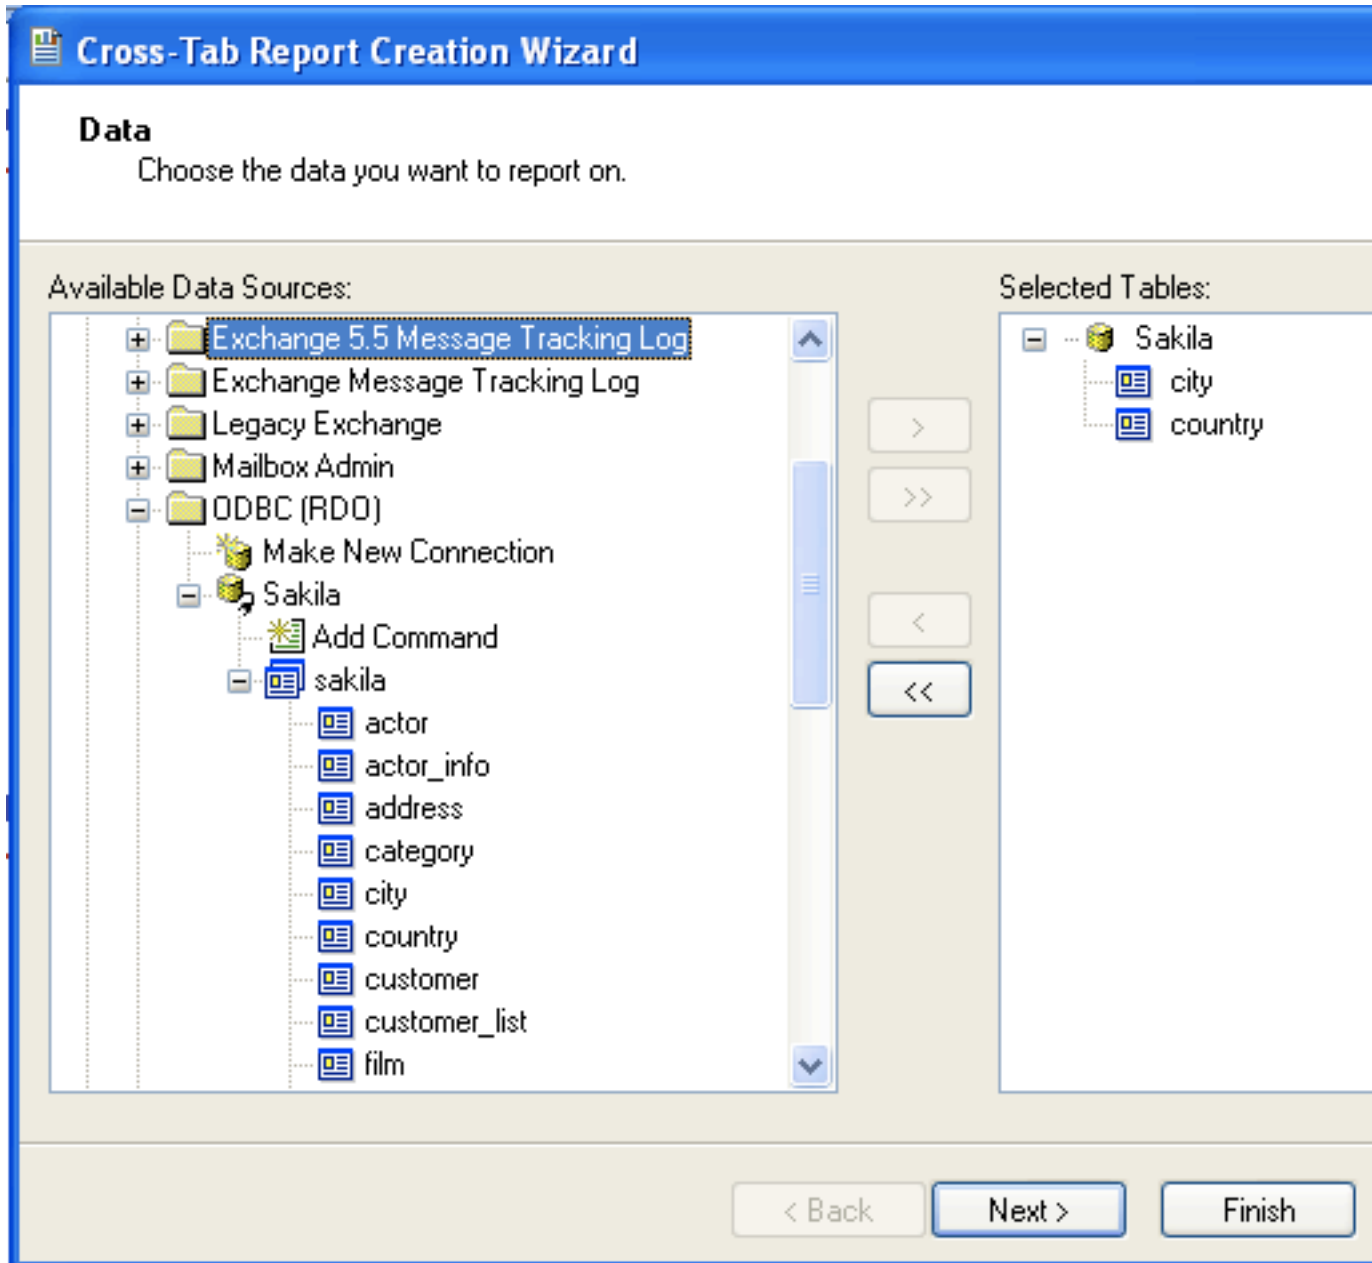 Cross-Tab Report Creation Wizard
Data
Choose the data you want to report on.
Available Data Sources:
Exchange 5.5 Message Tracking Log
Exchange Message Tracking Log
Legacy Exchange
Mailbox Admin
ODBC (RDO)
Make New Connection
Sakila
Add Command
sakila
actor
actor_info
address
category
city
country
customer
customer_list
film
>
>>
<
<<
Selected Tables:
Sakila
city
country
< Back
Next >
Finish